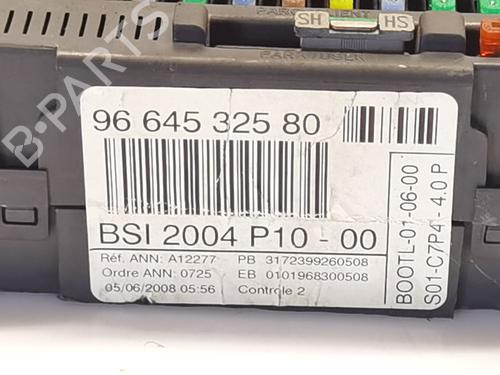 B-PARTS
SH
HS
96 645 325 80
BSI 2004 P10 - 00
Réf. ANN: A12277 PB 3172399260508
Ordre ANN: 0725 EB 0101968300508
05/06/2008 05:56 Controle 2
BOOTL-01-06-00
S01-C7P4 - 4.0 P